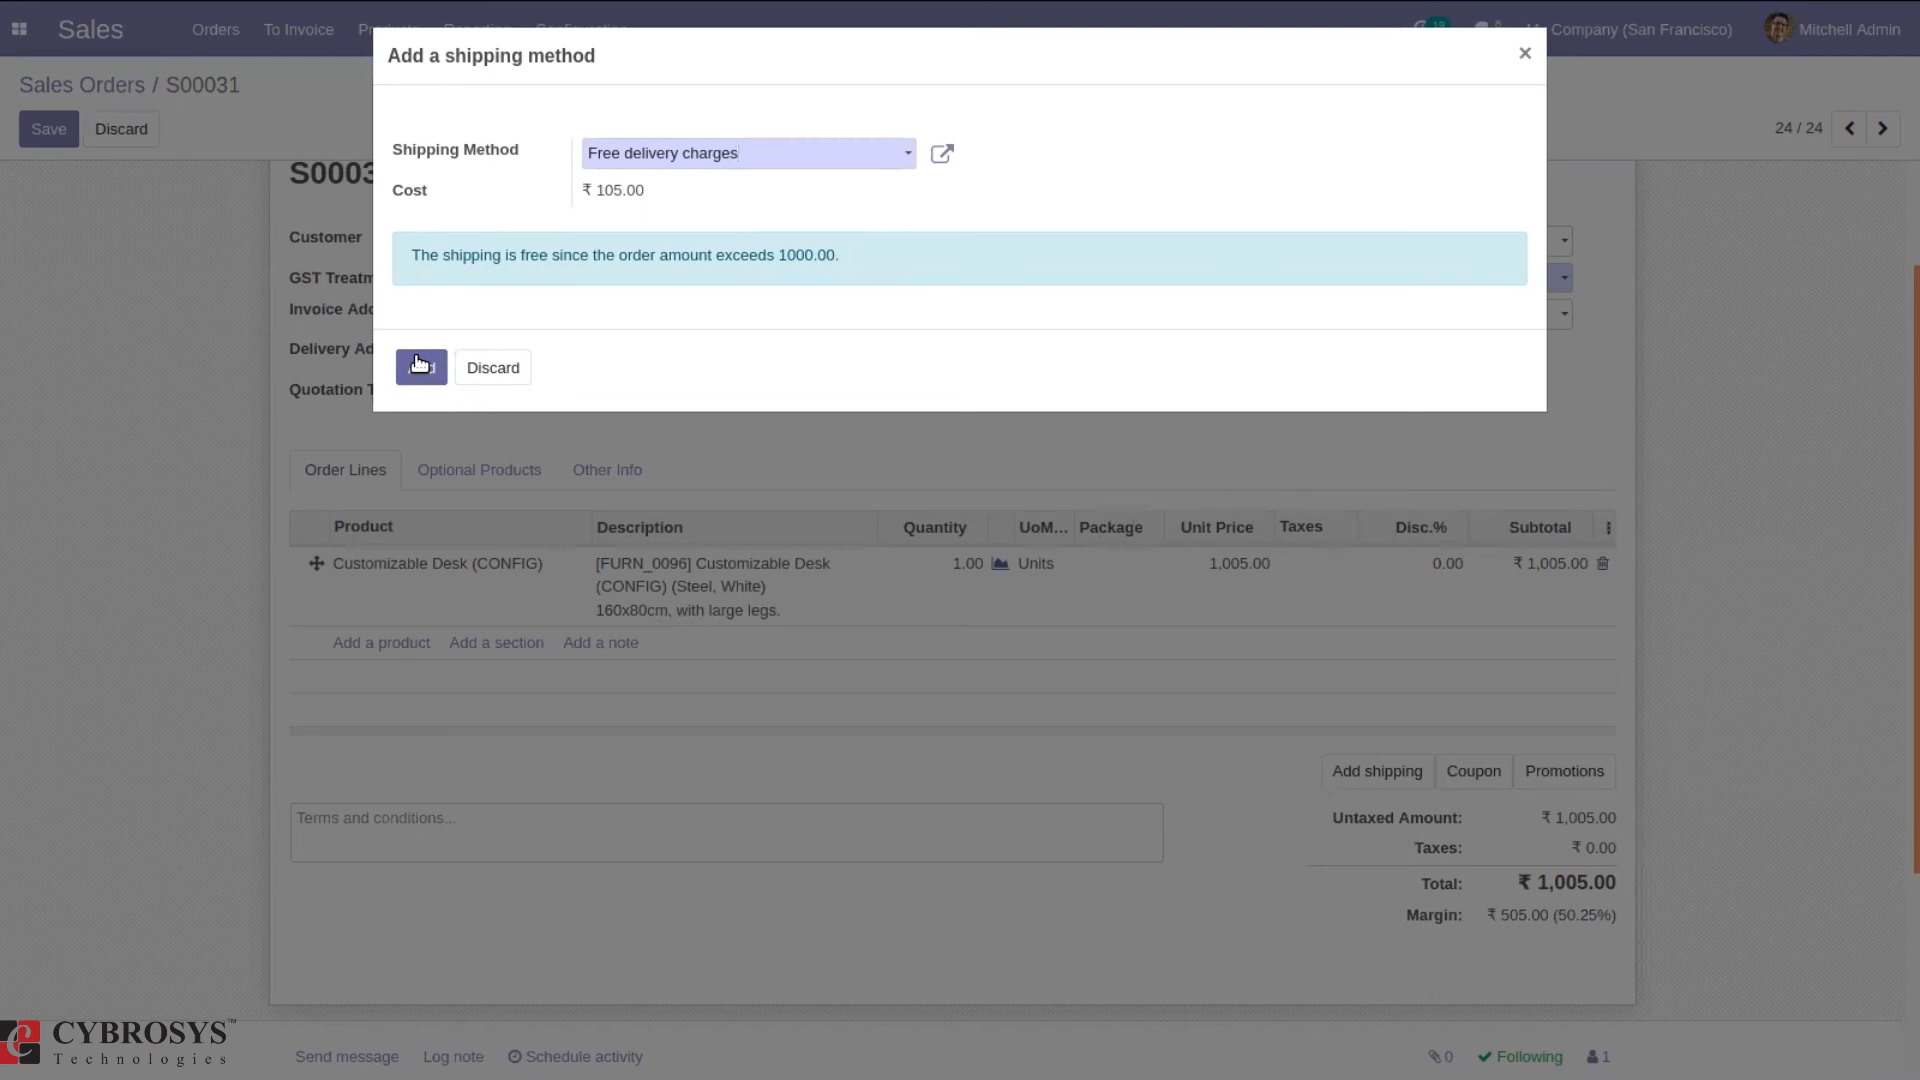 Sales
Orders
To Invoice
19
Company (San Francisco)
Mitchell Admin
Sales Orders / S00031
Save
Discard
24 / 24
Add a shipping method
×
Shipping Method
Free delivery charges
Cost
₹ 105.00
The shipping is free since the order amount exceeds 1000.00.
Discard
Customer
GST Treatm
Invoice Add
Delivery Ad
Quotation T
Order Lines
Optional Products
Other Info
Product
Description
Quantity
UoM...
Package
Unit Price
Taxes
Disc.%
Subtotal
Customizable Desk (CONFIG)
[FURN_0096] Customizable Desk
(CONFIG) (Steel, White)
160x80cm, with large legs.
1.00
Units
1,005.00
0.00
₹ 1,005.00
Add a product
Add a section
Add a note
Add shipping
Coupon
Promotions
Terms and conditions...
Untaxed Amount: ₹ 1,005.00
Taxes: ₹ 0.00
Total: ₹ 1,005.00
Margin: ₹ 505.00 (50.25%)
CYBROSYS™
Technologies
Send message
Log note
Schedule activity
0
Following
1